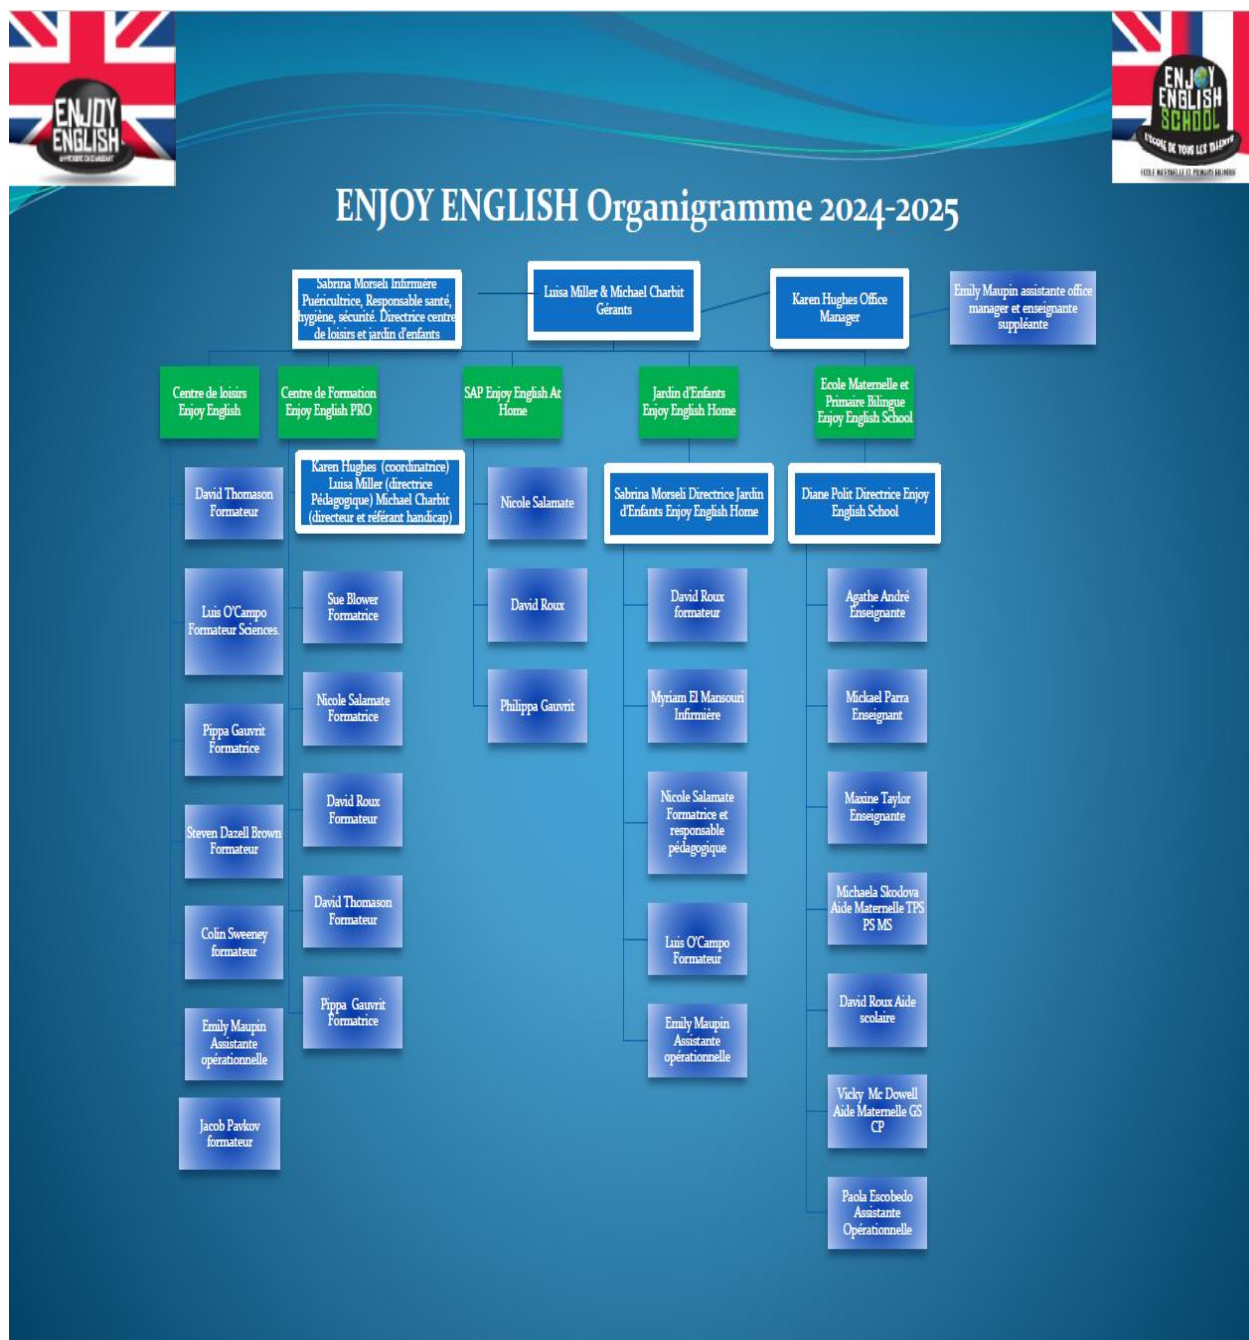 ENJOY
ENGLISH
ENJOY
ENGLISH
SCHOOL
L'ÉCOLE DE TOUS LES TALENTS
ECOLE MATERNELLE ET PRIMAIRE BILINGUE
ENJOY ENGLISH Organigramme 2024-2025
Sabrina Morseli Infirmière
Puéricultrice, Responsable santé,
hygiène, sécurité. Directrice centre
de loisirs et jardin d'enfants
Luisa Miller & Michael Charbit
Gérants
Karen Hughes Office
Manager
Emily Maupin assistante office
manager et enseignante
suppléante
Centre de loisirs
Enjoy English
Centre de Formation
Enjoy English PRO
SAP Enjoy English At
Home
Jardin d'Enfants
Enjoy English Home
Ecole Maternelle et
Primaire Bilingue
Enjoy English School
David Thomason
Formateur
Luis O'Campo
Formateur Sciences.
Pippa Gauvrit
Formatrice
Steven Dazell Brown
Formateur
Colin Sweeney
formateur
Emily Maupin
Assistante
opérationnelle
Jacob Pavkov
formateur
Karen Hughes (coordinatrice)
Luisa Miller (directrice
Pédagogique) Michael Charbit
(directeur et référant handicap)
Sue Blower
Formatrice
Nicole Salamate
Formatrice
David Roux
Formateur
David Thomason
Formateur
Pippa Gauvrit
Formatrice
Nicole Salamate
David Roux
Philippa Gauvrit
Sabrina Morseli Directrice Jardin
d'Enfants Enjoy English Home
David Roux
formateur
Myriam El Mansouri
Infirmière
Nicole Salamate
Formatrice et
responsable
pédagogique
Luis O'Campo
Formateur
Emily Maupin
Assistante
opérationnelle
Diane Polit Directrice Enjoy
English School
Agathe André
Enseignante
Mickael Parra
Enseignant
Maxine Taylor
Enseignante
Michaela Skodova
Aide Maternelle TPS
PS MS
David Roux Aide
scolaire
Vicky Mc Dowell
Aide Maternelle GS
CP
Paola Escobedo
Assistante
Opérationnelle